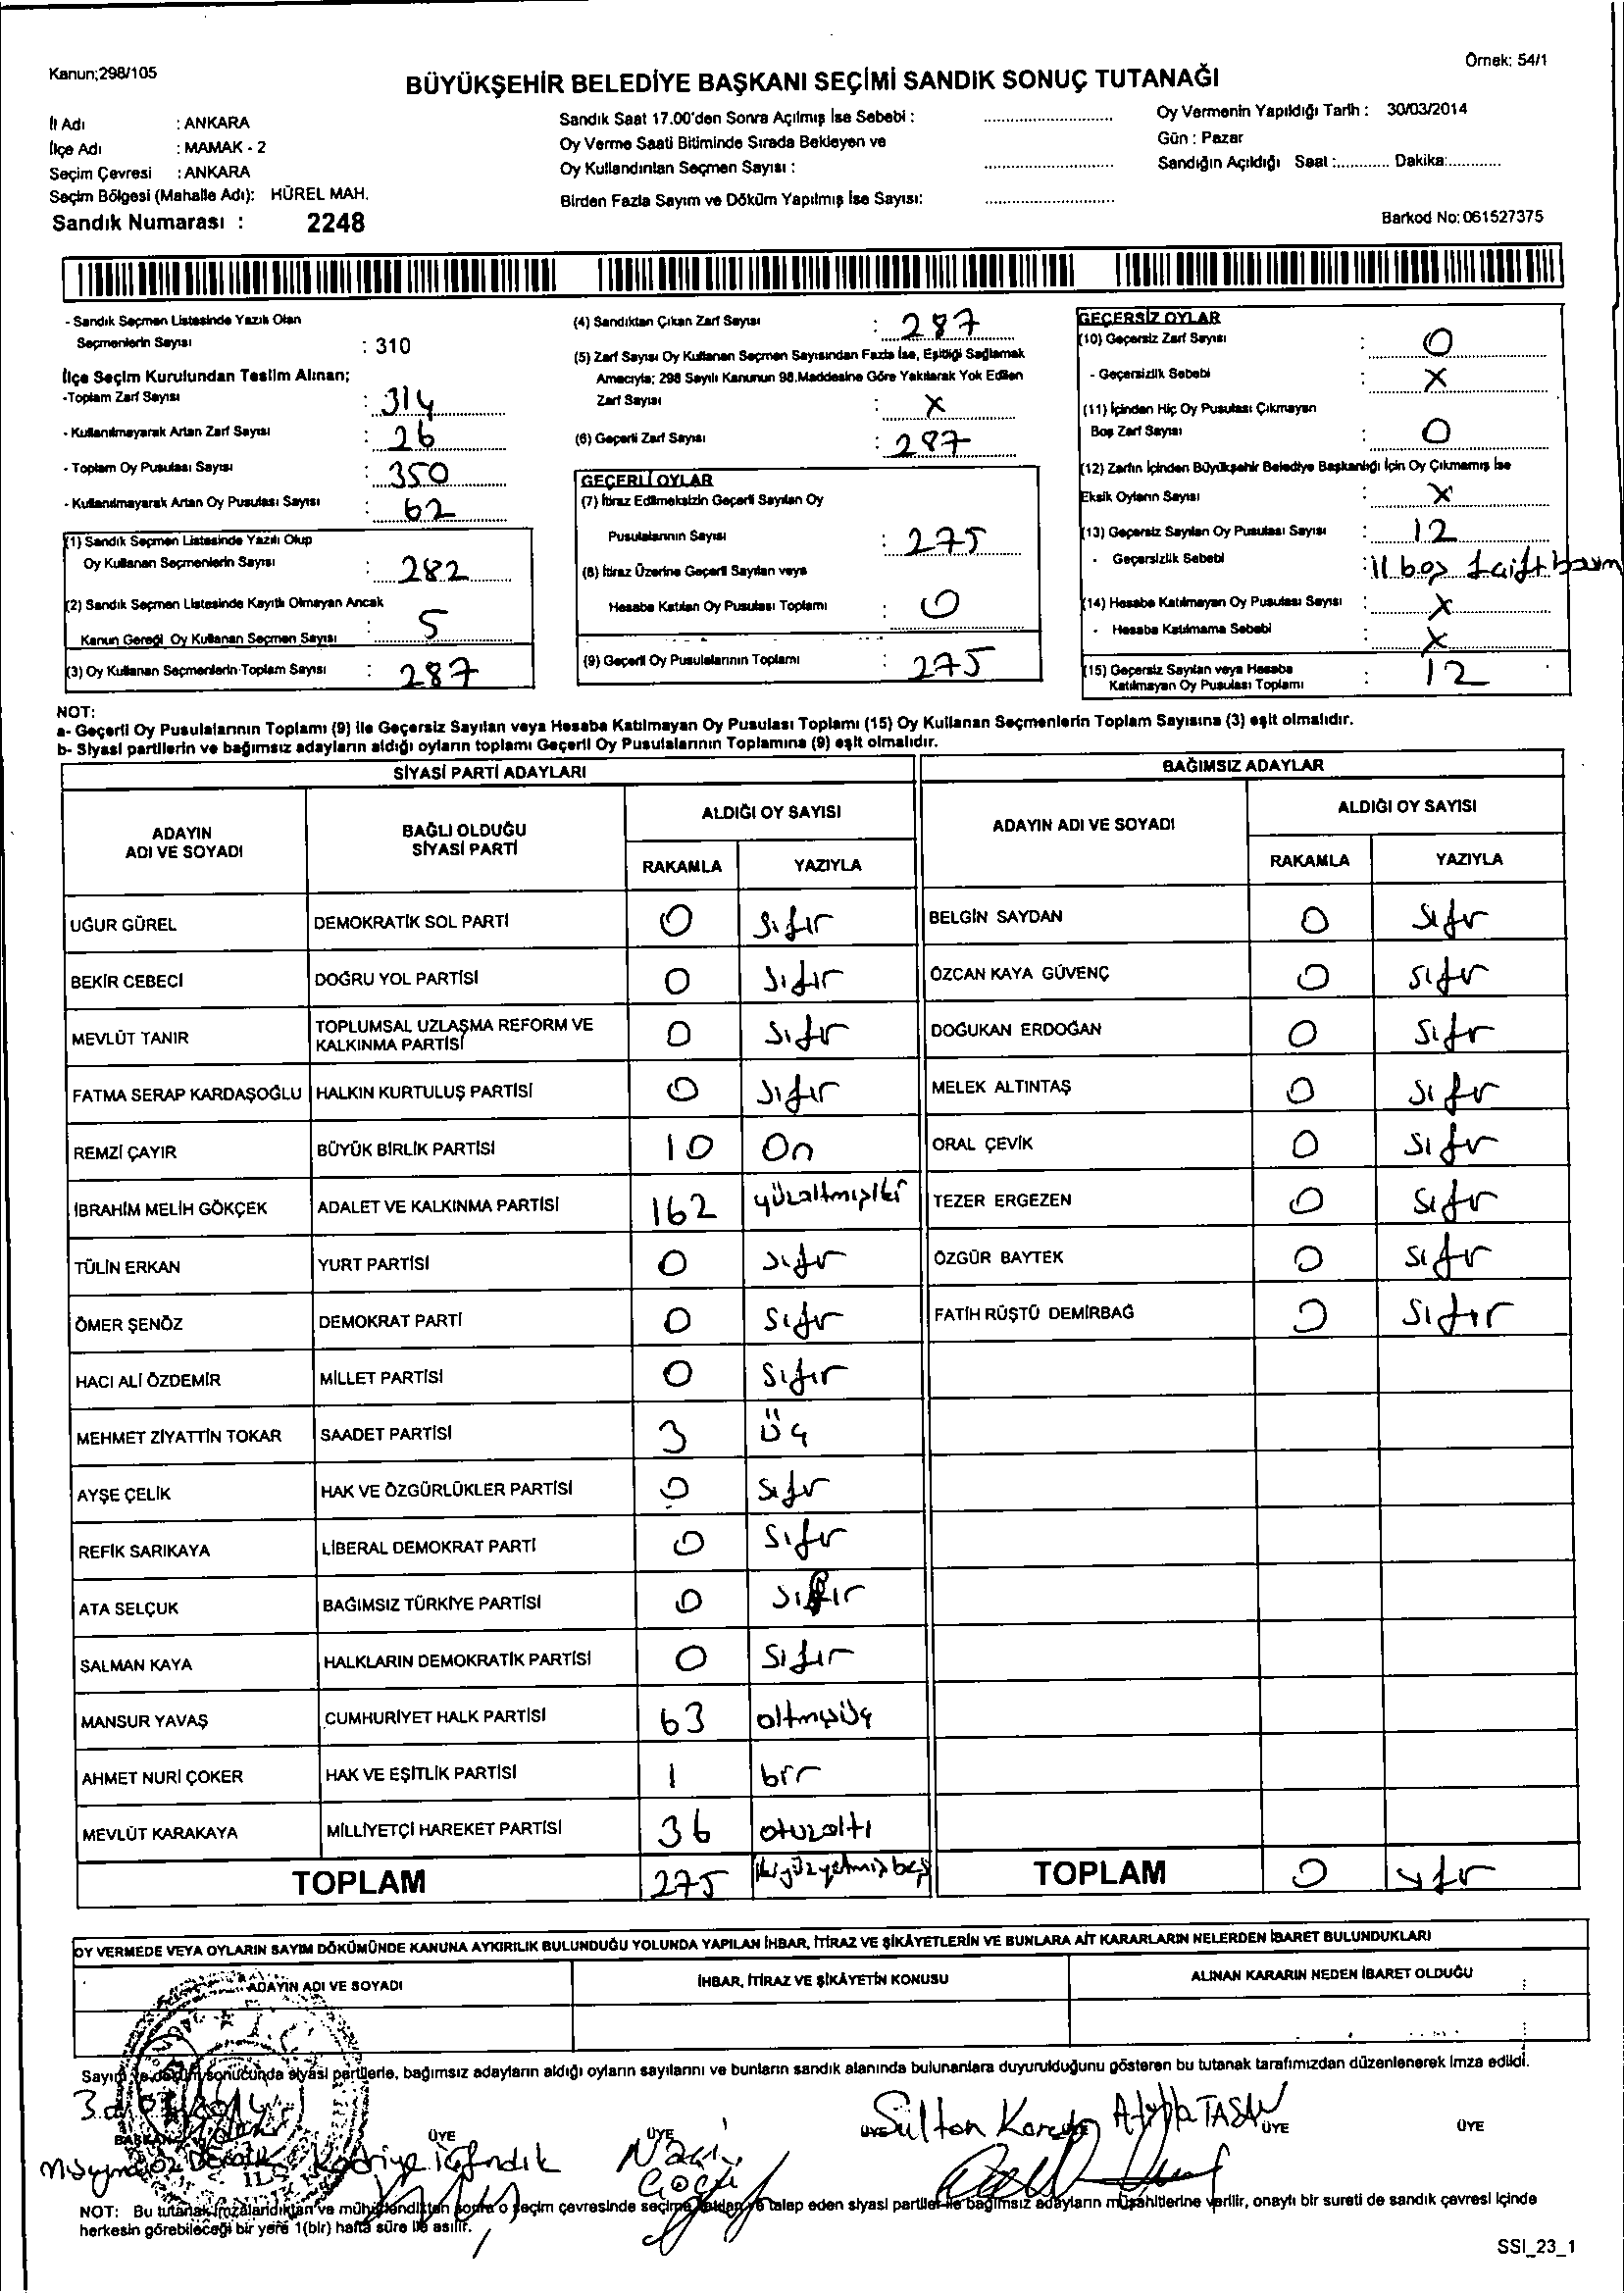 Kanun;298/105
Örnek: 54/1
BÜYÜKŞEHİR BELEDİYE BAŞKANI SEÇİMİ SANDIK SONUÇ TUTANAĞI
İl Adı : ANKARA
İlçe Adı : MAMAK - 2
Seçim Çevresi : ANKARA
Seçim Bölgesi (Mahalle Adı): HÜREL MAH.
Sandık Numarası : 2248
Sandık Saat 17.00'den Sonra Açılmış İse Sebebi :
Oy Verme Saati Bitiminde Sırada Bekleyen ve
Oy Kullandırılan Seçmen Sayısı :
Birden Fazla Sayım ve Döküm Yapılmış İse Sayısı:
Oy Vermenin Yapıldığı Tarih : 30/03/2014
Gün : Pazar
Sandığın Açıldığı Saat :............ Dakika:............
Barkod No: 061527375
- Sandık Seçmen Listesinde Yazılı Olan
Seçmenlerin Sayısı : 310
İlçe Seçim Kurulundan Teslim Alınan;
-Toplam Zarf Sayısı : 314
- Kullanılmayarak Artan Zarf Sayısı : 26
- Toplam Oy Pusulası Sayısı : 350
- Kullanılmayarak Artan Oy Pusulası Sayısı : 62
(1) Sandık Seçmen Listesinde Yazılı Olup
Oy Kullanan Seçmenlerin Sayısı : 282
(2) Sandık Seçmen Listesinde Kayıtlı Olmayan Ancak
Kanun Gereği Oy Kullanan Seçmen Sayısı : 5
(3) Oy Kullanan Seçmenlerin Toplam Sayısı : 287
(4) Sandıktan Çıkan Zarf Sayısı : 287
(5) Zarf Sayısı Oy Kullanan Seçmen Sayısından Fazla İse, Eşitliği Sağlamak
Amacıyla; 298 Sayılı Kanunun 98.Maddesine Göre Yakılarak Yok Edilen
Zarf Sayısı : X
(6) Geçerli Zarf Sayısı : 287
GEÇERLİ OYLAR
(7) İtiraz Edilmeksizin Geçerli Sayılan Oy
Pusulalarının Sayısı : 275
(8) İtiraz Üzerine Geçerli Sayılan veya
Hesaba Katılan Oy Pusulası Toplamı : 0
(9) Geçerli Oy Pusulalarının Toplamı : 275
GEÇERSİZ OYLAR
(10) Geçersiz Zarf Sayısı : 0
- Geçersizlik Sebebi : X
(11) İçinden Hiç Oy Pusulası Çıkmayan
Boş Zarf Sayısı : 0
(12) Zarfın İçinden Büyükşehir Belediye Başkanlığı İçin Oy Çıkmamış İse
Eksik Oyların Sayısı : X
(13) Geçersiz Sayılan Oy Pusulası Sayısı : 12
- Geçersizlik Sebebi : 11 boş 1 çift basım
(14) Hesaba Katılmayan Oy Pusulası Sayısı : X
- Hesaba Katılmama Sebebi : X
(15) Geçersiz Sayılan veya Hesaba
Katılmayan Oy Pusulası Toplamı : 12
NOT:
a- Geçerli Oy Pusulalarının Toplamı (9) ile Geçersiz Sayılan veya Hesaba Katılmayan Oy Pusulası Toplamı (15) Oy Kullanan Seçmenlerin Toplam Sayısına (3) eşit olmalıdır.
b- Siyasi partilerin ve bağımsız adayların aldığı oyların toplamı Geçerli Oy Pusulalarının Toplamına (9) eşit olmalıdır.
SİYASİ PARTİ ADAYLARI
ADAYIN ADI VE SOYADI BAĞLI OLDUĞU SİYASİ PARTİ ALDIĞI OY SAYISI
RAKAMLA YAZIYLA
UĞUR GÜREL DEMOKRATİK SOL PARTİ 0 Sıfır
BEKİR CEBECİ DOĞRU YOL PARTİSİ 0 Sıfır
MEVLÜT TANIR TOPLUMSAL UZLAŞMA REFORM VE KALKINMA PARTİSİ 0 Sıfır
FATMA SERAP KARDAŞOĞLU HALKIN KURTULUŞ PARTİSİ 0 Sıfır
REMZİ ÇAYIR BÜYÜK BİRLİK PARTİSİ 10 On
İBRAHİM MELİH GÖKÇEK ADALET VE KALKINMA PARTİSİ 162 yüzaltmışiki
TÜLİN ERKAN YURT PARTİSİ 0 sıfır
ÖMER ŞENÖZ DEMOKRAT PARTİ 0 Sıfır
HACI ALİ ÖZDEMİR MİLLET PARTİSİ 0 Sıfır
MEHMET ZİYATTİN TOKAR SAADET PARTİSİ 3 Üç
AYŞE ÇELİK HAK VE ÖZGÜRLÜKLER PARTİSİ 0 Sıfır
REFİK SARIKAYA LİBERAL DEMOKRAT PARTİ 0 Sıfır
ATA SELÇUK BAĞIMSIZ TÜRKİYE PARTİSİ 0 Sıfır
SALMAN KAYA HALKLARIN DEMOKRATİK PARTİSİ 0 Sıfır
MANSUR YAVAŞ CUMHURİYET HALK PARTİSİ 63 altmışüç
AHMET NURİ ÇOKER HAK VE EŞİTLİK PARTİSİ 1 bir
MEVLÜT KARAKAYA MİLLİYETÇİ HAREKET PARTİSİ 36 otuzaltı
TOPLAM 275 ikiyüzyetmişbeş
BAĞIMSIZ ADAYLAR
ADAYIN ADI VE SOYADI ALDIĞI OY SAYISI
RAKAMLA YAZIYLA
BELGİN SAYDAN 0 Sıfır
ÖZCAN KAYA GÜVENÇ 0 Sıfır
DOĞUKAN ERDOĞAN 0 Sıfır
MELEK ALTINTAŞ 0 Sıfır
ORAL ÇEVİK 0 Sıfır
TEZER ERGEZEN 0 Sıfır
ÖZGÜR BAYTEK 0 Sıfır
FATİH RÜŞTÜ DEMİRBAĞ 0 Sıfır
TOPLAM 0 sıfır
OY VERMEDE VEYA OYLARIN SAYIM DÖKÜMÜNDE KANUNA AYKIRILIK BULUNDUĞU YOLUNDA YAPILAN İHBAR, İTİRAZ VE ŞİKÂYETLERİN VE BUNLARA AİT KARARLARIN NELERDEN İBARET BULUNDUKLARI
ADAYIN ADI VE SOYADI İHBAR, İTİRAZ VE ŞİKÂYETİN KONUSU ALINAN KARARIN NEDEN İBARET OLDUĞU
Sayım ve döküm sonucunda siyasi partilerle, bağımsız adayların aldığı oyların sayılarını ve bunların sandık alanında bulunanlara duyurulduğunu gösteren bu tutanak tarafımızdan düzenlenerek imza edildi.
BAŞKAN ÜYE ÜYE ÜYE ÜYE ÜYE
Kadriye Naci Sultan TAŞAN
NOT: Bu tutanak imzalandıktan ve mühürlendikten sonra o seçim çevresinde seçime katılan ve talep eden siyasi partiler ile bağımsız adayların müşahitlerine verilir, onaylı bir sureti de sandık çevresi içinde
herkesin görebileceği bir yere 1(bir) hafta süre ile asılır.
SSI_23_1